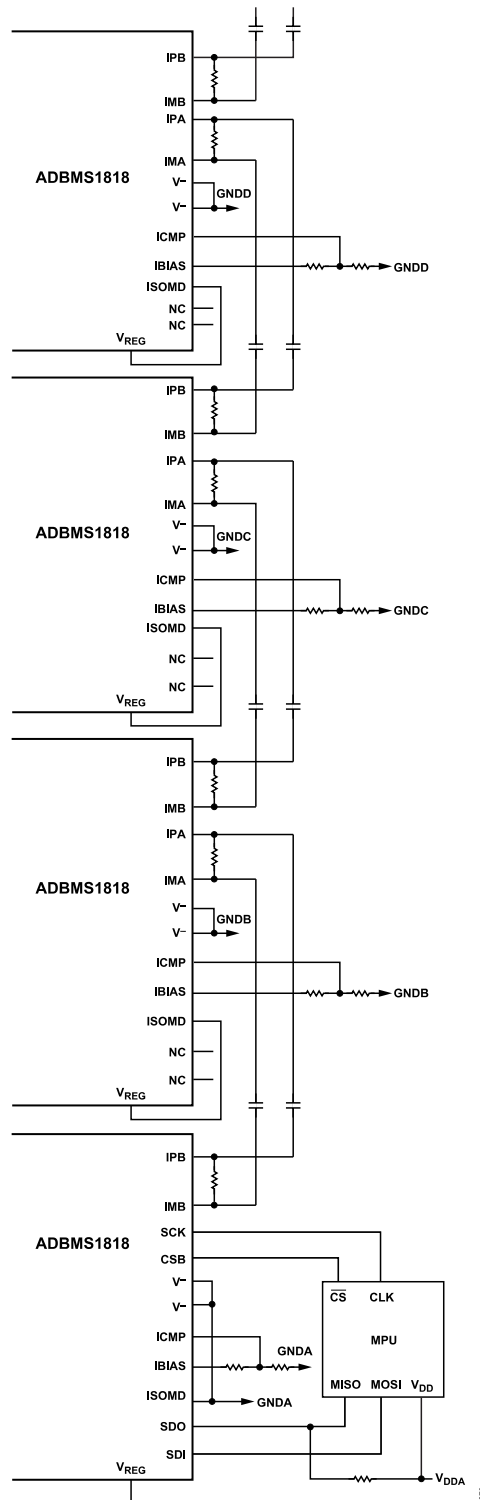 IPB
IMB
IPA
ADBMS1818
IMA
V–
GNDD
V–
ICMP
IBIAS
GNDD
ISOMD
NC
NC
VREG
IPB
IMB
IPA
IMA
V–
ADBMS1818
GNDC
V–
ICMP
IBIAS
GNDC
ISOMD
NC
NC
VREG
IPB
IMB
IPA
IMA
ADBMS1818
V–
GNDB
V–
ICMP
IBIAS
GNDB
ISOMD
NC
NC
VREG
IPB
IMB
SCK
ADBMS1818
CSB
V–
CS CLK
V–
ICMP
GNDA
MPU
IBIAS
MISO MOSI VDD
ISOMD
GNDA
SDO
SDI
VREG
VDDA